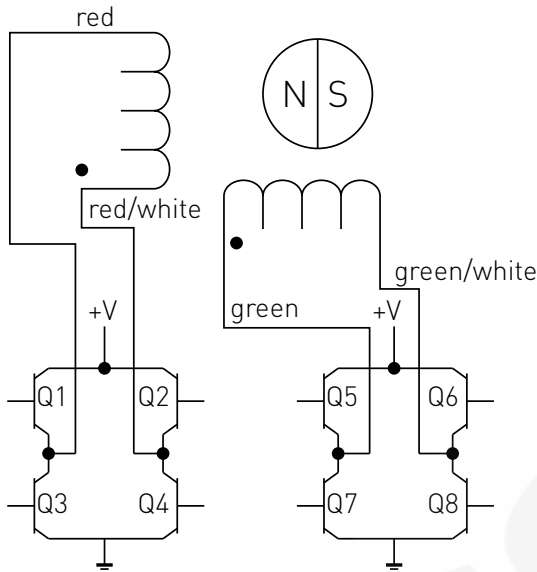 red
N S
red/white
green/white
+V
green
+V
Q1
Q2
Q5
Q6
Q3
Q4
Q7
Q8